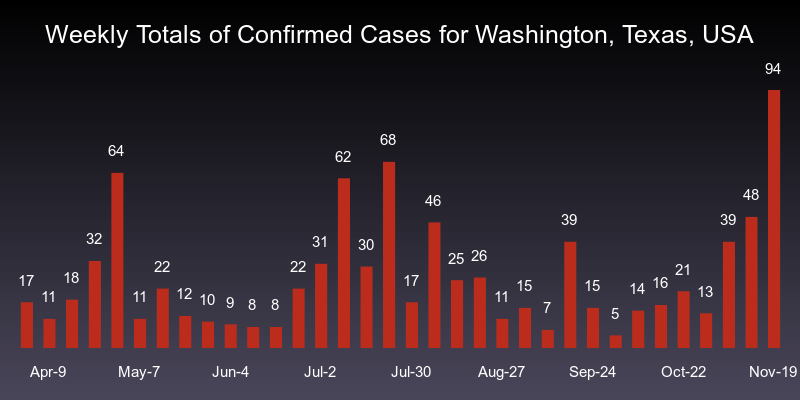 Weekly Totals of Confirmed Cases for Washington, Texas, USA
17 11 18 32 64 11 22 12 10 9 8 8 22 31 62 30 68 17 46 25 26 11 15 7 39 15 5 14 16 21 13 39 48 94
Apr-9 May-7 Jun-4 Jul-2 Jul-30 Aug-27 Sep-24 Oct-22 Nov-19